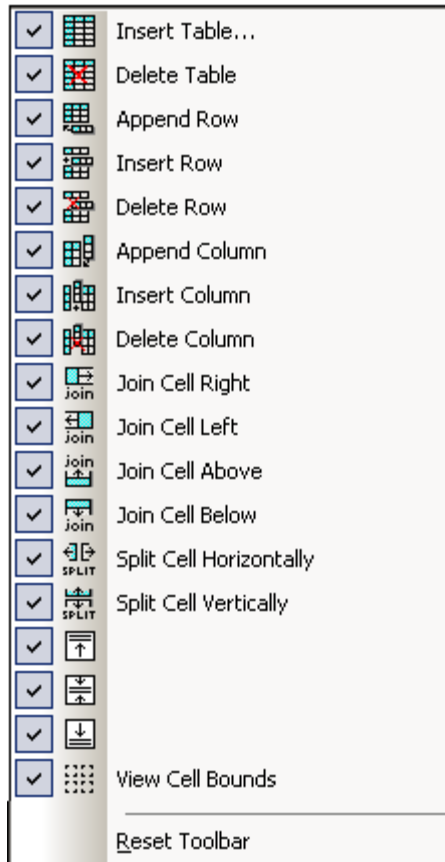 Insert Table...
Delete Table
Append Row
Insert Row
Delete Row
Append Column
Insert Column
Delete Column
join Join Cell Right
join Join Cell Left
join Join Cell Above
join Join Cell Below
SPLIT Split Cell Horizontally
SPLIT Split Cell Vertically
View Cell Bounds
Reset Toolbar